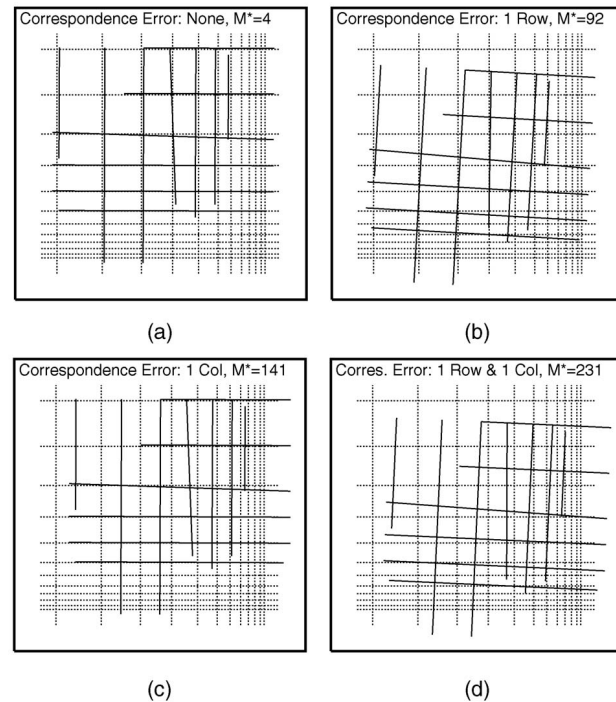 Correspondence Error: None, M*=4
Correspondence Error: 1 Row, M*=92
(a)
(b)
Correspondence Error: 1 Col, M*=141
Corres. Error: 1 Row & 1 Col, M*=231
(c)
(d)